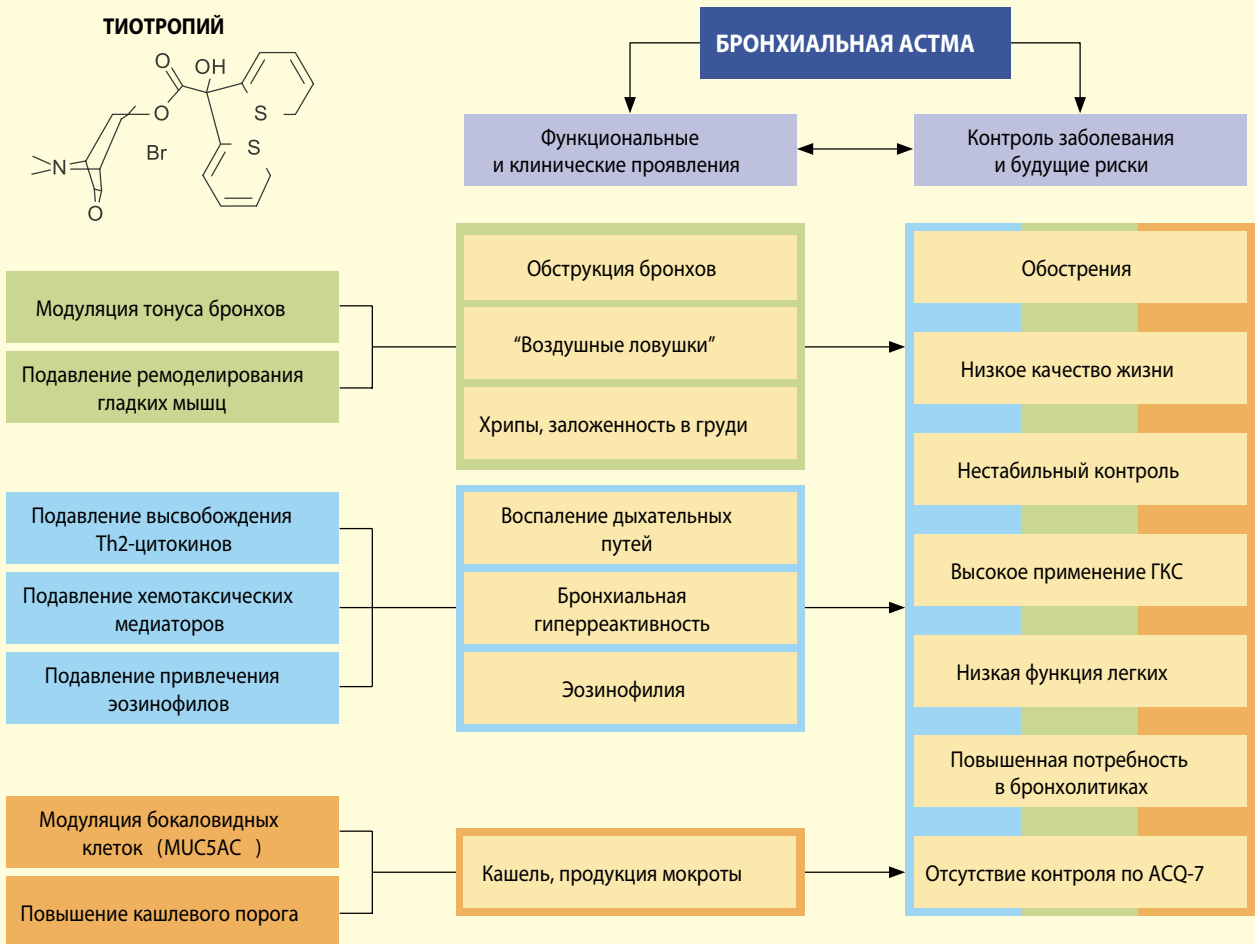 ТИОТРОПИЙ
O
OH
O
S
S
Br
N
O
БРОНХИАЛЬНАЯ АСТМА
Функциональные
и клинические проявления
Контроль заболевания
и будущие риски
Модуляция тонуса бронхов
Подавление ремоделирования
гладких мышц
Обструкция бронхов
“Воздушные ловушки”
Хрипы, заложенность в груди
Подавление высвобождения
Th2-цитокинов
Подавление хемотаксических
медиаторов
Подавление привлечения
эозинофилов
Воспаление дыхательных
путей
Бронхиальная
гиперреактивность
Эозинофилия
Модуляция бокаловидных
клеток (MUC5AC )
Повышение кашлевого порога
Кашель, продукция мокроты
Обострения
Низкое качество жизни
Нестабильный контроль
Высокое применение ГКС
Низкая функция легких
Повышенная потребность
в бронхолитиках
Отсутствие контроля по ACQ-7